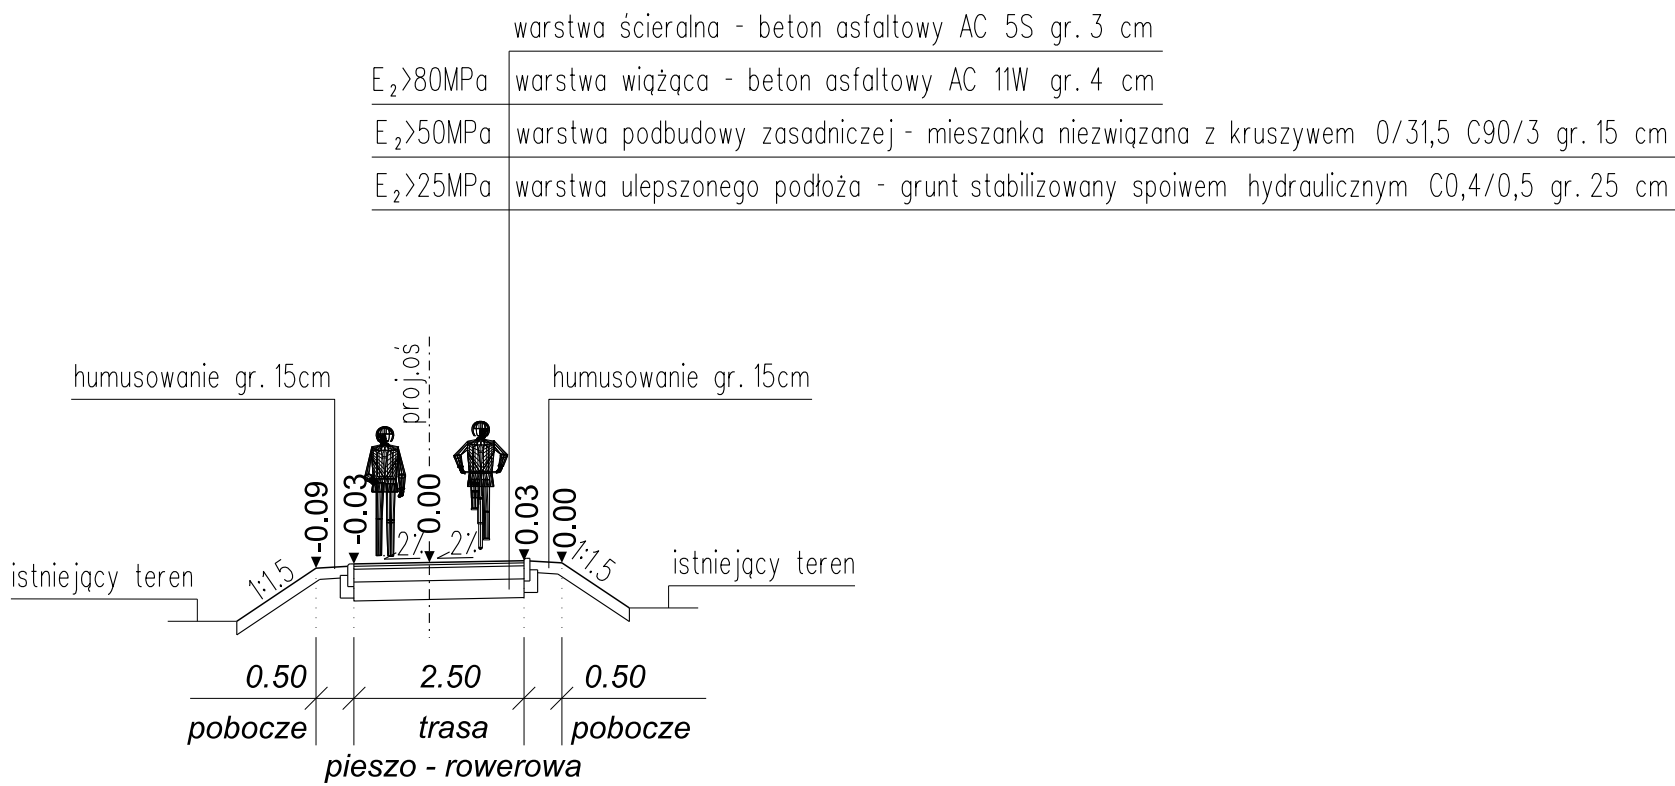 warstwa ścieralna - beton asfaltowy AC 5S gr. 3 cm
E₂>80MPa warstwa wiążąca - beton asfaltowy AC 11W gr. 4 cm
E₂>50MPa warstwa podbudowy zasadniczej - mieszanka niezwiązana z kruszywem 0/31,5 C90/3 gr. 15 cm
E₂>25MPa warstwa ulepszonego podłoża - grunt stabilizowany spoiwem hydraulicznym C0,4/0,5 gr. 25 cm
proj.oś
humusowanie gr. 15cm
humusowanie gr. 15cm
-0.09
-0.03
0.00
0.03
0.00
2%
2%
istniejący teren
1:1.5
1:1.5
istniejący teren
0.50 2.50 0.50
pobocze trasa pobocze
pieszo - rowerowa